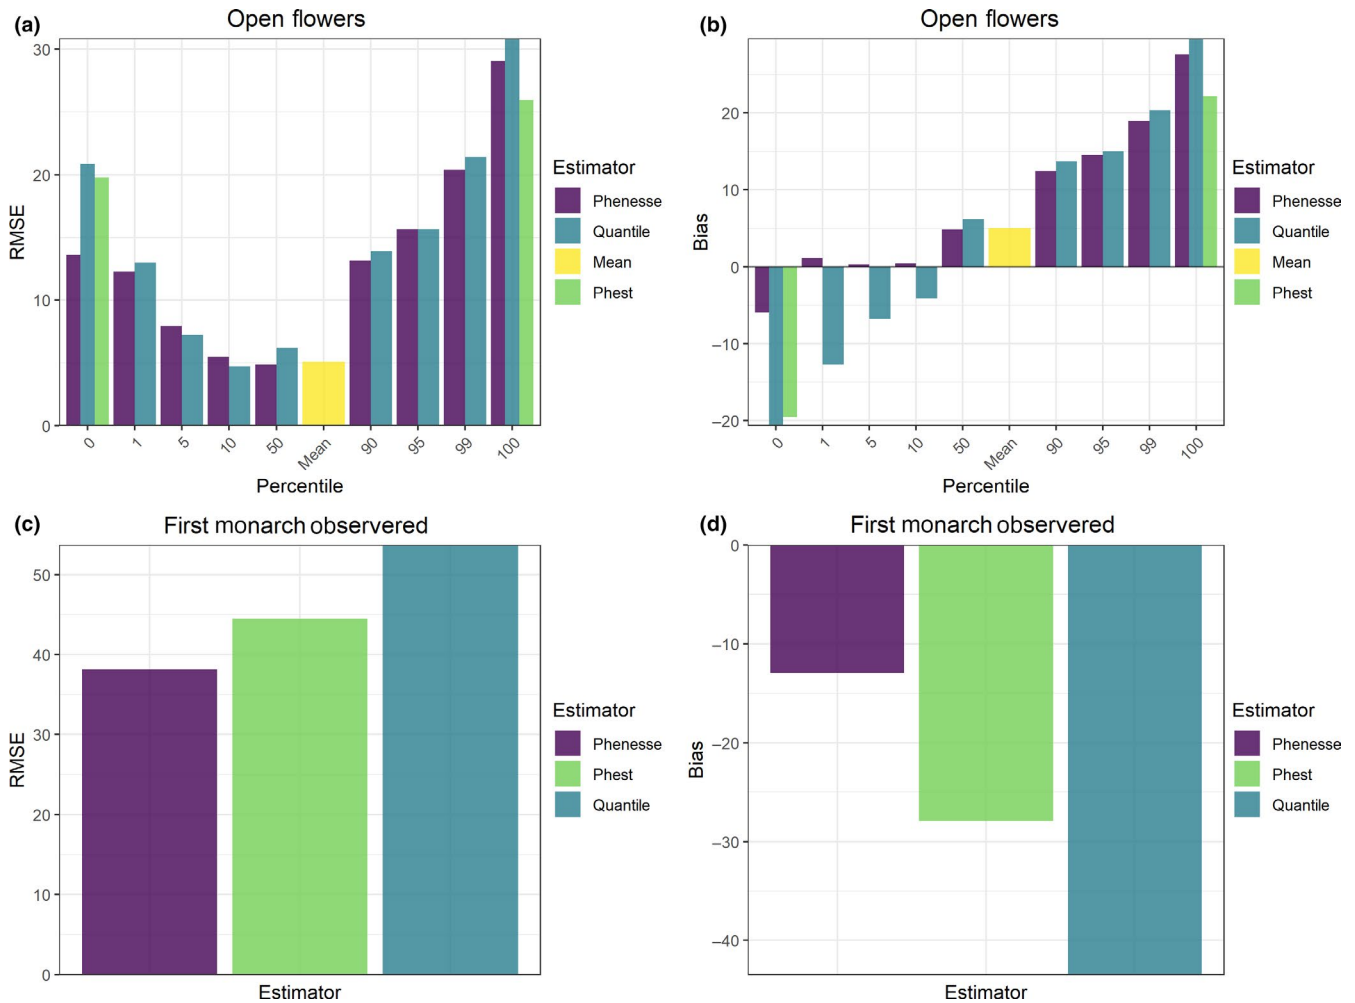 (a)
Open flowers
RMSE
30
20
10
0
0 1 5 10 50 Mean 90 95 99 100
Percentile
Estimator
Phenesse
Quantile
Mean
Phest
(b)
Open flowers
Bias
20
10
0
−10
−20
0 1 5 10 50 Mean 90 95 99 100
Percentile
Estimator
Phenesse
Quantile
Mean
Phest
(c)
First monarch observered
RMSE
50
40
30
20
10
0
Estimator
Estimator
Phenesse
Phest
Quantile
(d)
First monarch observered
Bias
0
−10
−20
−30
−40
Estimator
Estimator
Phenesse
Phest
Quantile